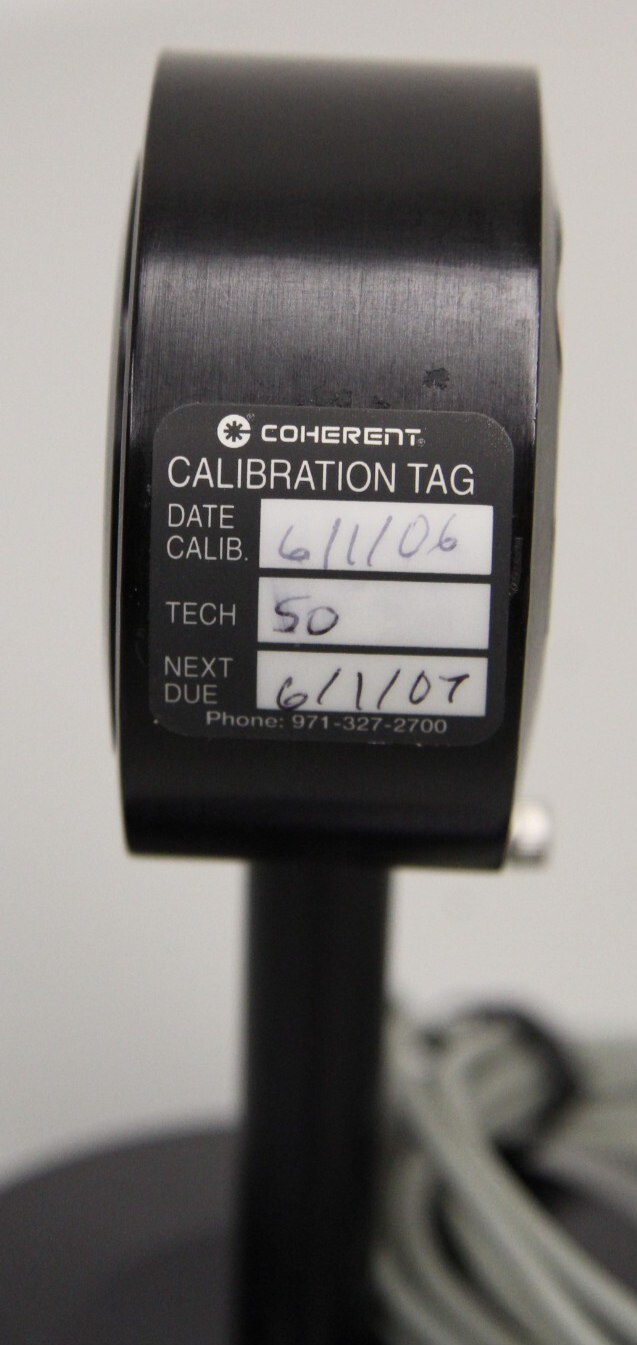 COHERENT®
CALIBRATION TAG
DATE CALIB. 6/1/06
TECH 50
NEXT DUE 6/1/07
Phone: 971-327-2700